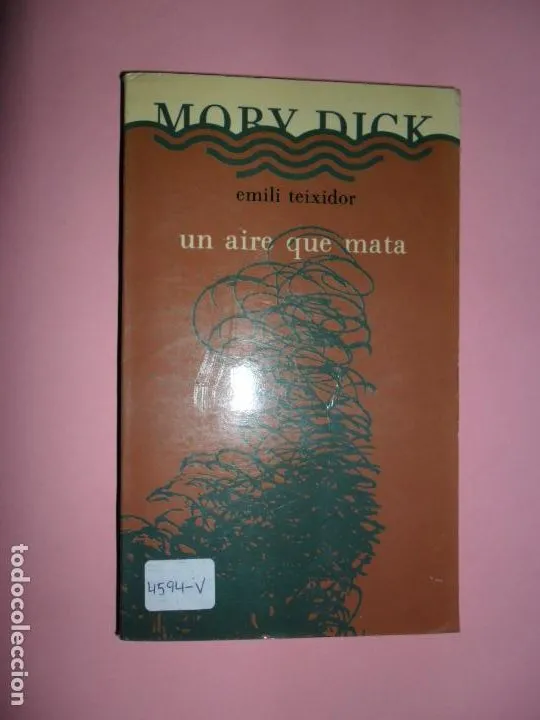 MOBY DICK
emili teixidor
un aire que mata
4594-V
todocoleccion